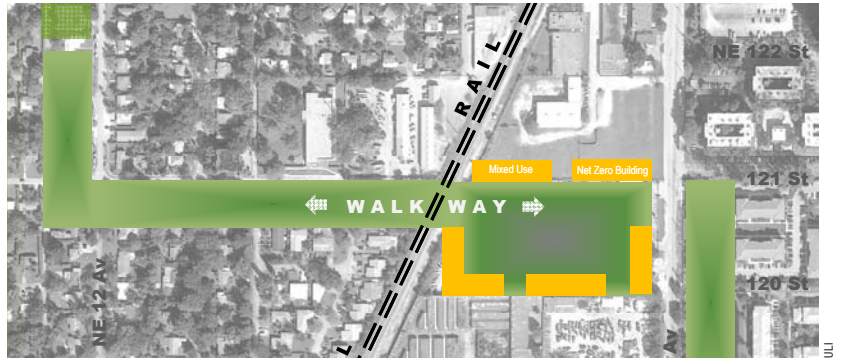 NE 122 St
RAIL
Mixed Use
Net Zero Building
121 St
WALK WAY
NE 12 Av
120 St
L
Av
ULI